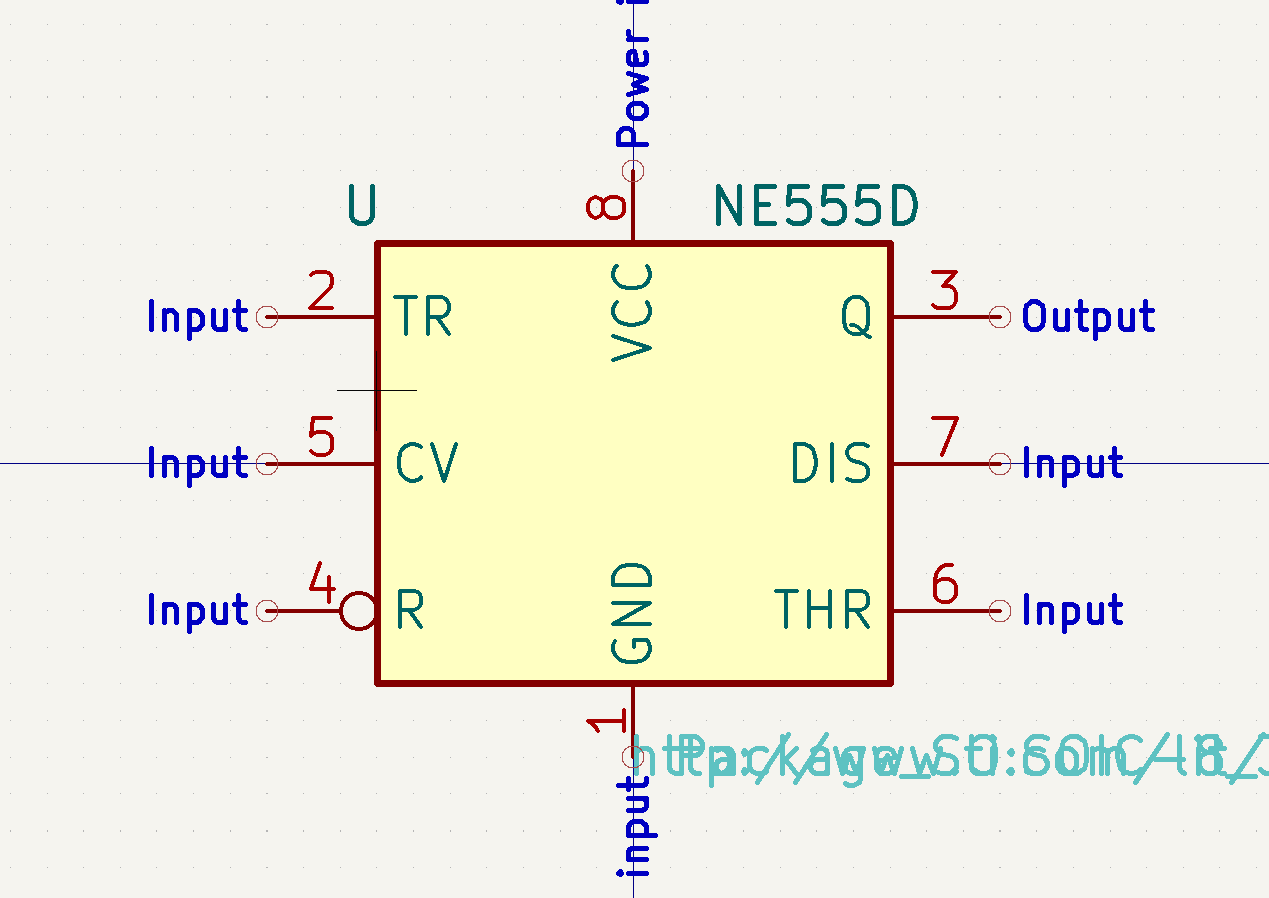 Power i
U
8
NE555D
Input
2
TR
VCC
Q
3
Output
Input
5
CV
DIS
7
Input
Input
4
R
GND
THR
6
Input
1
input